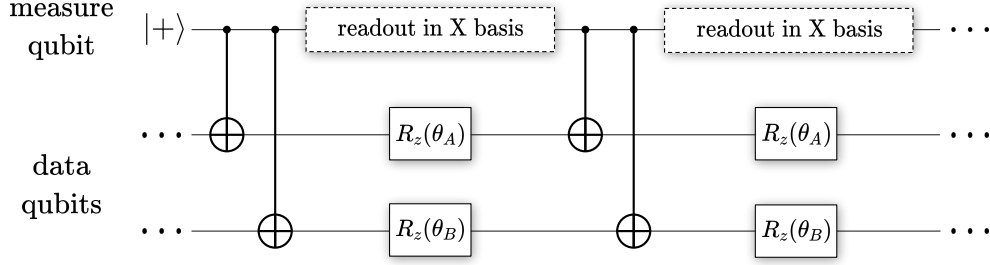 measure
qubit
|+⟩
readout in X basis
readout in X basis
···
···
R_z(θ_A)
R_z(θ_A)
···
data
qubits
···
R_z(θ_B)
R_z(θ_B)
···